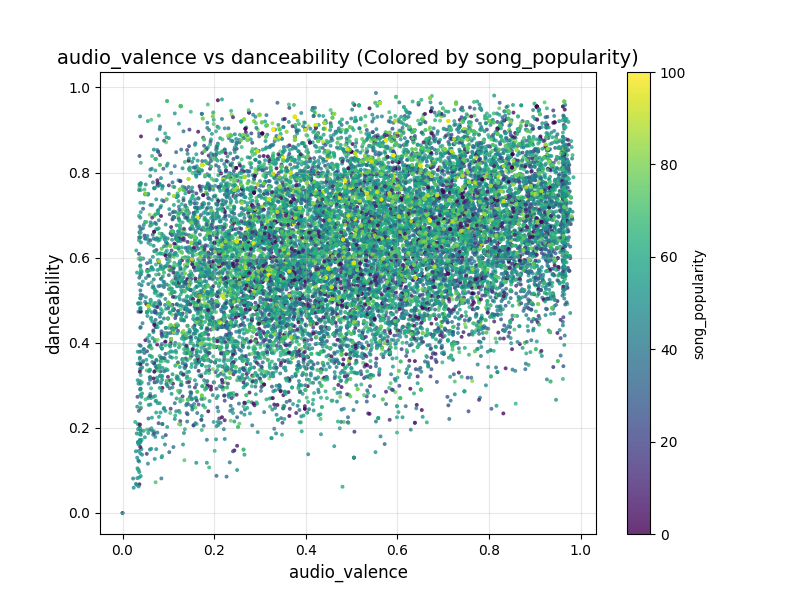 audio_valence vs danceability (Colored by song_popularity)
danceability
1.0
0.8
0.6
0.4
0.2
0.0
0.0 0.2 0.4 0.6 0.8 1.0
audio_valence
100
80
60
40
20
0
song_popularity